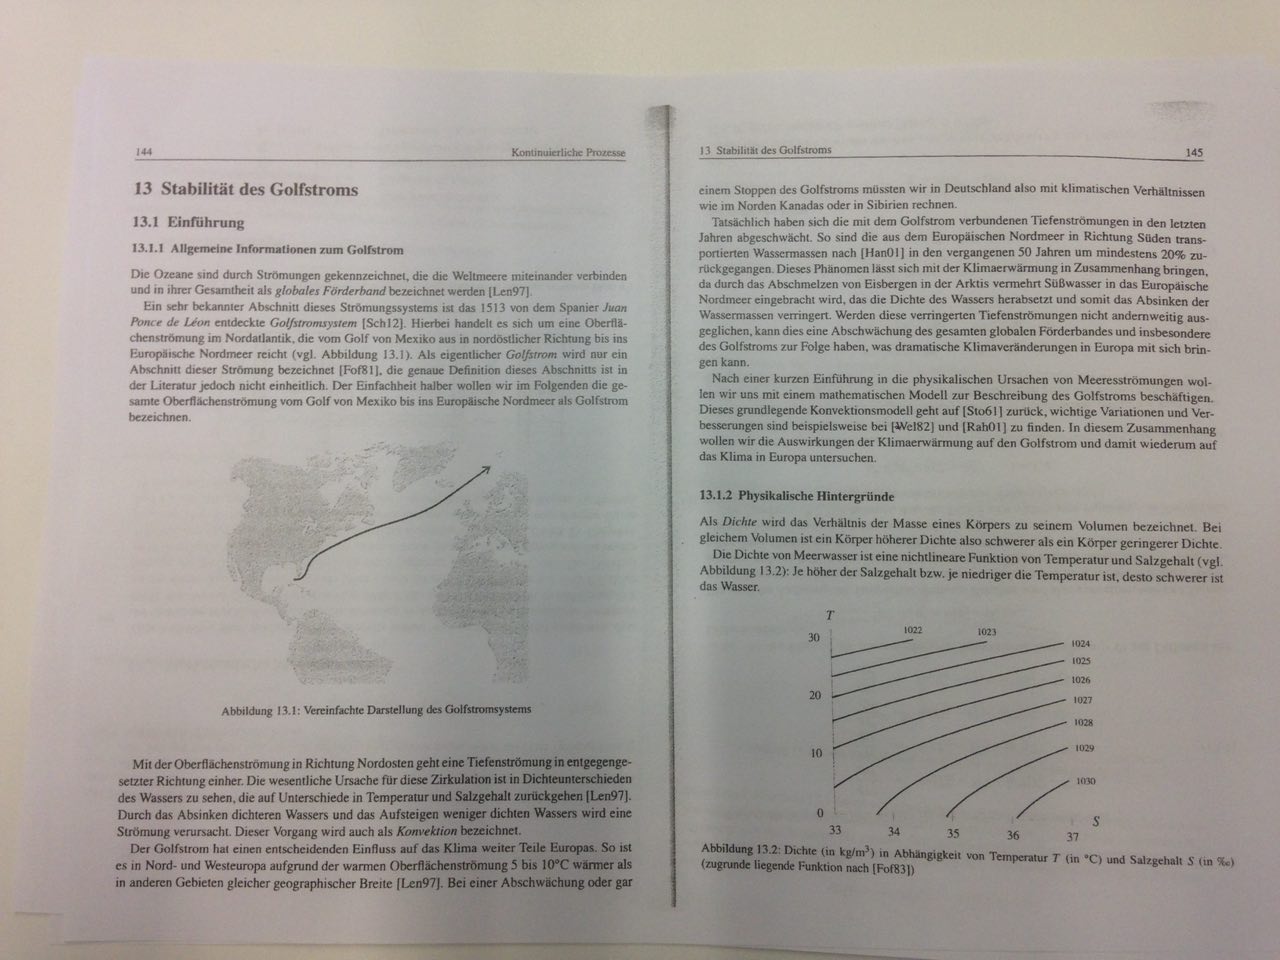 144
Kontinuierliche Prozesse
13 Stabilität des Golfstroms
13.1 Einführung
13.1.1 Allgemeine Informationen zum Golfstrom
Die Ozeane sind durch Strömungen gekennzeichnet, die die Weltmeere miteinander verbinden
und in ihrer Gesamtheit als globales Förderband bezeichnet werden [Len97].
Ein sehr bekannter Abschnitt dieses Strömungssystems ist das 1513 von dem Spanier Juan
Ponce de Léon entdeckte Golfstromsystem [Sch12]. Hierbei handelt es sich um eine Oberflä-
chenströmung im Nordatlantik, die vom Golf von Mexiko aus in nordöstlicher Richtung bis ins
Europäische Nordmeer reicht (vgl. Abbildung 13.1). Als eigentlicher Golfstrom wird nur ein
Abschnitt dieser Strömung bezeichnet [Fof81], die genaue Definition dieses Abschnitts ist in
der Literatur jedoch nicht einheitlich. Der Einfachheit halber wollen wir im Folgenden die ge-
samte Oberflächenströmung vom Golf von Mexiko bis ins Europäische Nordmeer als Golfstrom
bezeichnen.
Abbildung 13.1: Vereinfachte Darstellung des Golfstromsystems
Mit der Oberflächenströmung in Richtung Nordosten geht eine Tiefenströmung in entgegenge-
setzter Richtung einher. Die wesentliche Ursache für diese Zirkulation ist in Dichteunterschieden
des Wassers zu sehen, die auf Unterschiede in Temperatur und Salzgehalt zurückgehen [Len97].
Durch das Absinken dichteren Wassers und das Aufsteigen weniger dichten Wassers wird eine
Strömung verursacht. Dieser Vorgang wird auch als Konvektion bezeichnet.
Der Golfstrom hat einen entscheidenden Einfluss auf das Klima weiter Teile Europas. So ist
es in Nord- und Westeuropa aufgrund der warmen Oberflächenströmung 5 bis 10°C wärmer als
in anderen Gebieten gleicher geographischer Breite [Len97]. Bei einer Abschwächung oder gar
13 Stabilität des Golfstroms
145
einem Stoppen des Golfstroms müssten wir in Deutschland also mit klimatischen Verhältnissen
wie im Norden Kanadas oder in Sibirien rechnen.
Tatsächlich haben sich die mit dem Golfstrom verbundenen Tiefenströmungen in den letzten
Jahren abgeschwächt. So sind die aus dem Europäischen Nordmeer in Richtung Süden trans-
portierten Wassermassen nach [Han01] in den vergangenen 50 Jahren um mindestens 20% zu-
rückgegangen. Dieses Phänomen lässt sich mit der Klimaerwärmung in Zusammenhang bringen,
da durch das Abschmelzen von Eisbergen in der Arktis vermehrt Süßwasser in das Europäische
Nordmeer eingebracht wird, das die Dichte des Wassers herabsetzt und somit das Absinken der
Wassermassen verringert. Werden diese verringerten Tiefenströmungen nicht anderweitig aus-
geglichen, kann dies eine Abschwächung des gesamten globalen Förderbandes und insbesondere
des Golfstroms zur Folge haben, was dramatische Klimaveränderungen in Europa mit sich brin-
gen kann.
Nach einer kurzen Einführung in die physikalischen Ursachen von Meeresströmungen wol-
len wir uns mit einem mathematischen Modell zur Beschreibung des Golfstroms beschäftigen.
Dieses grundlegende Konvektionsmodell geht auf [Sto61] zurück, wichtige Variationen und Ver-
besserungen sind beispielsweise bei [Wel82] und [Rah01] zu finden. In diesem Zusammenhang
wollen wir die Auswirkungen der Klimaerwärmung auf den Golfstrom und damit wiederum auf
das Klima in Europa untersuchen.
13.1.2 Physikalische Hintergründe
Als Dichte wird das Verhältnis der Masse eines Körpers zu seinem Volumen bezeichnet. Bei
gleichem Volumen ist ein Körper höherer Dichte also schwerer als ein Körper geringerer Dichte.
Die Dichte von Meerwasser ist eine nichtlineare Funktion von Temperatur und Salzgehalt (vgl.
Abbildung 13.2): Je höher der Salzgehalt bzw. je niedriger die Temperatur ist, desto schwerer ist
das Wasser.
T
30
20
10
0
1022
1023
1024
1025
1026
1027
1028
1029
1030
S
33
34
35
36
37
Abbildung 13.2: Dichte (in kg/m³) in Abhängigkeit von Temperatur T (in °C) und Salzgehalt S (in ‰)
(zugrunde liegende Funktion nach [Fof83])